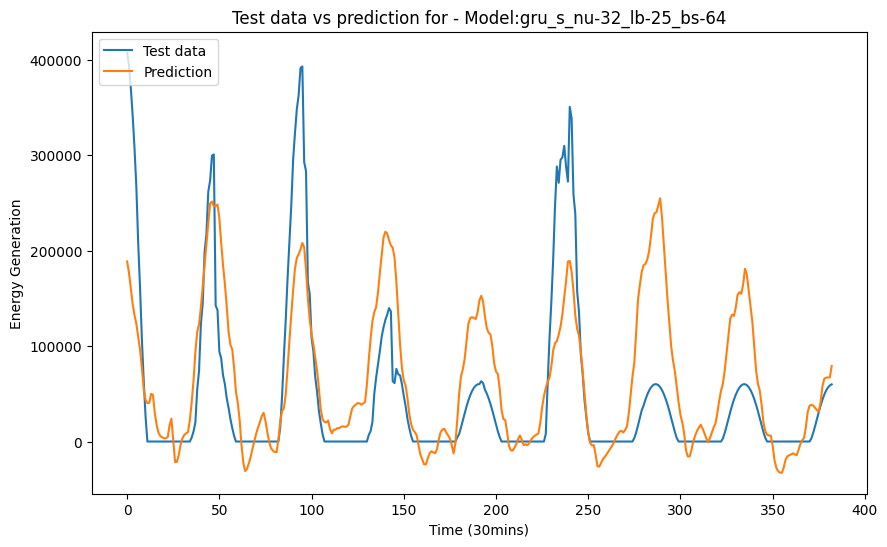 Test data vs prediction for - Model:gru_s_nu-32_lb-25_bs-64
Test data
Prediction
400000
300000
200000
100000
0
Energy Generation
0 50 100 150 200 250 300 350 400
Time (30mins)